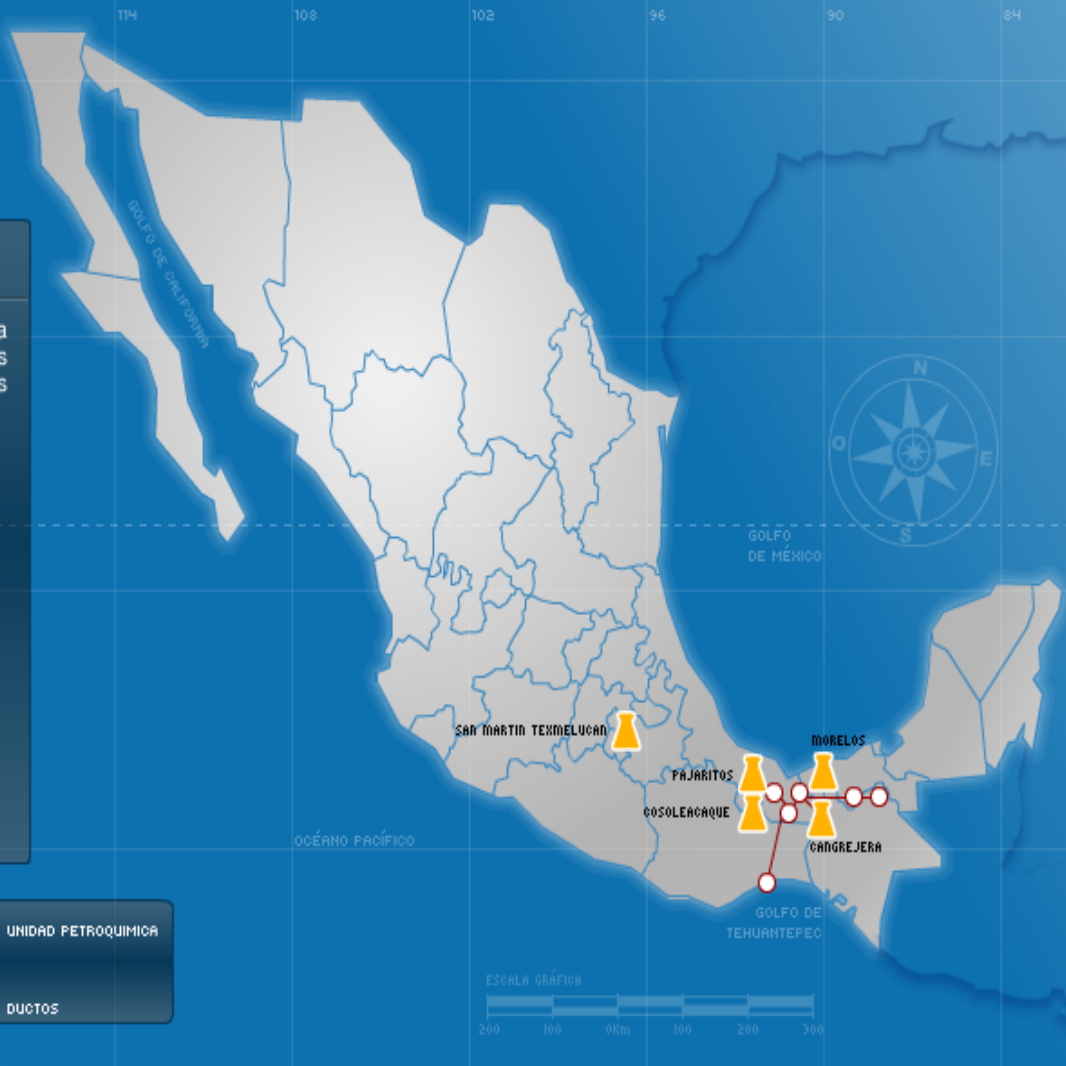 114
108
102
96
90
84
GOLFO DE CALIFORNIA
a
s
s
N
O
E
S
GOLFO
DE MÉXICO
SAN MARTIN TEXMELUCAN
MORELOS
PAJARITOS
COSOLEACAQUE
CANGREJERA
OCÉANO PACÍFICO
GOLFO DE
TEHUANTEPEC
UNIDAD PETROQUIMICA
DUCTOS
ESCALA GRÁFICA
200 100 0Km 100 200 300